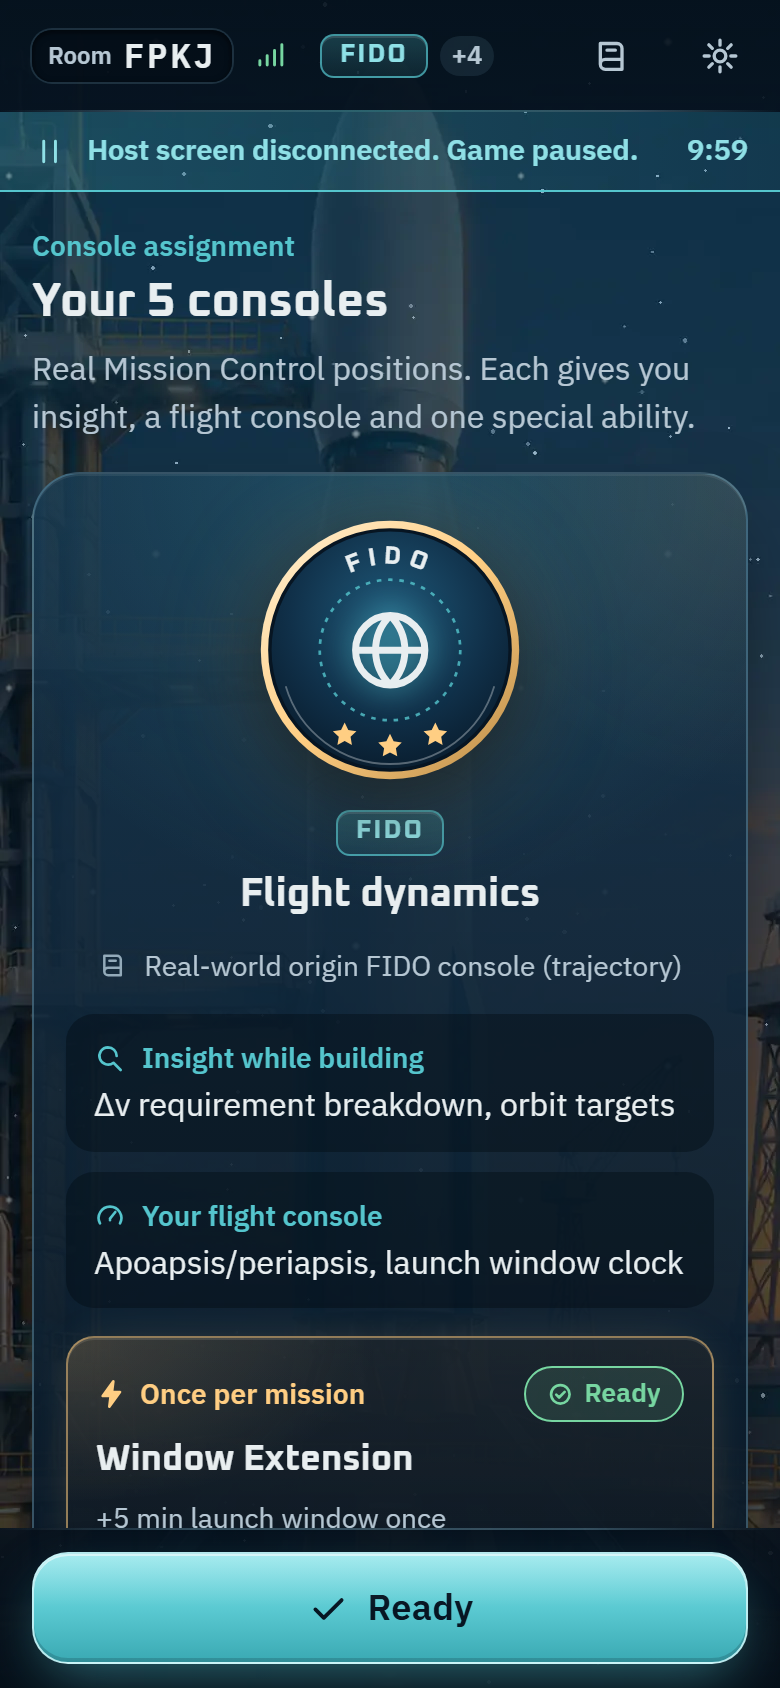 Room FPKJ FIDO +4
Host screen disconnected. Game paused. 9:59
Console assignment
Your 5 consoles
Real Mission Control positions. Each gives you
insight, a flight console and one special ability.
FIDO
FIDO
Flight dynamics
Real-world origin FIDO console (trajectory)
Insight while building
Δv requirement breakdown, orbit targets
Your flight console
Apoapsis/periapsis, launch window clock
Once per mission Ready
Window Extension
+5 min launch window once
Ready